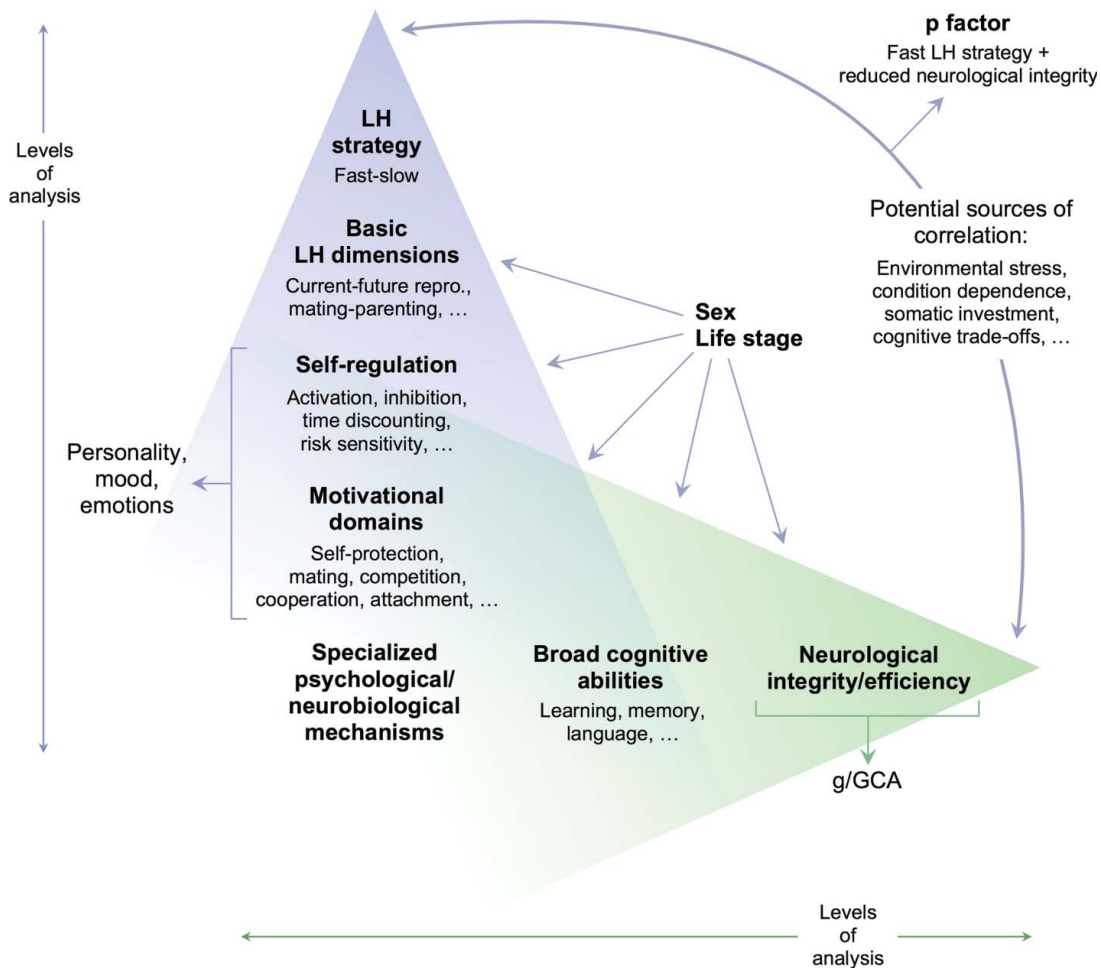 p factor
Fast LH strategy +
reduced neurological integrity
Levels
of
analysis
LH
strategy
Fast-slow
Basic
LH dimensions
Current-future repro.,
mating-parenting, …
Potential sources of
correlation:
Environmental stress,
condition dependence,
somatic investment,
cognitive trade-offs, …
Sex
Life stage
Self-regulation
Activation, inhibition,
time discounting,
risk sensitivity, …
Personality,
mood,
emotions
Motivational
domains
Self-protection,
mating, competition,
cooperation, attachment, …
Specialized
psychological/
neurobiological
mechanisms
Broad cognitive
abilities
Learning, memory,
language, …
Neurological
integrity/efficiency
g/GCA
Levels
of
analysis